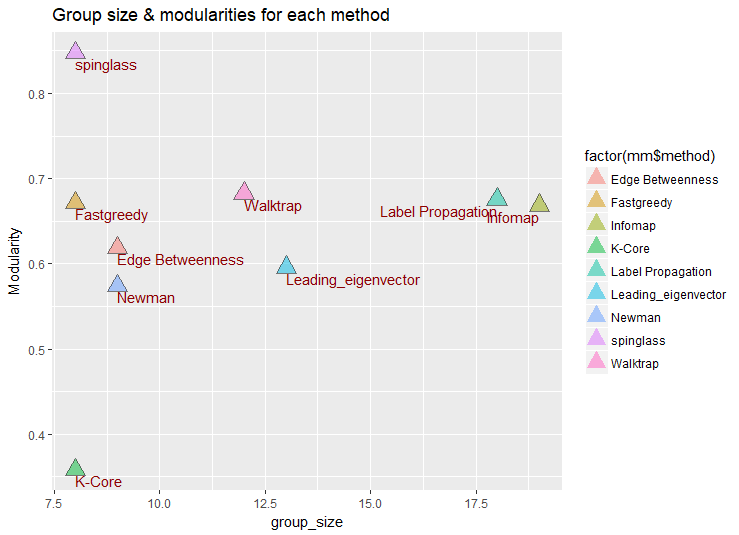 Group size & modularities for each method
Modularity
0.8
0.7
0.6
0.5
0.4
spinglass
Fastgreedy
Walktrap
Label Propagation
Infomap
Edge Betweenness
Leading_eigenvector
Newman
K-Core
7.5
10.0
12.5
15.0
17.5
group_size
factor(mm$method)
Edge Betweenness
Fastgreedy
Infomap
K-Core
Label Propagation
Leading_eigenvector
Newman
spinglass
Walktrap